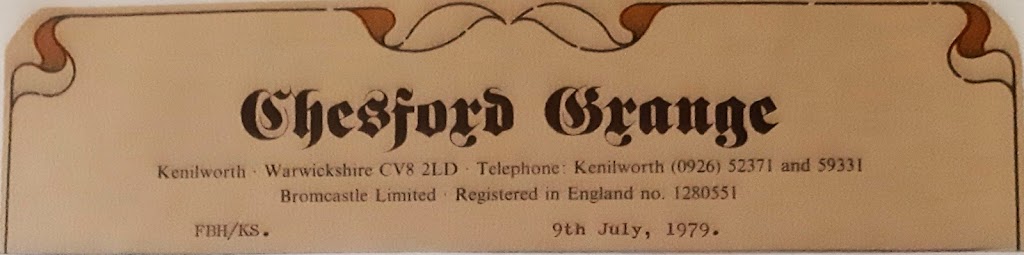 Chesford Grange
Kenilworth · Warwickshire CV8 2LD · Telephone: Kenilworth (0926) 52371 and 59331
Bromcastle Limited · Registered in England no. 1280551
FBH/KS. 9th July, 1979.